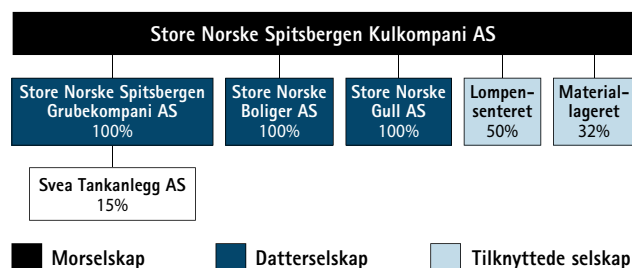 Store Norske Spitsbergen Kulkompani AS
Store Norske Spitsbergen
Grubekompani AS
100%
Store Norske
Boliger AS
100%
Store Norske
Gull AS
100%
Lompen-
senteret
50%
Material-
lageret
32%
Svea Tankanlegg AS
15%
Morselskap
Datterselskap
Tilknyttede selskap